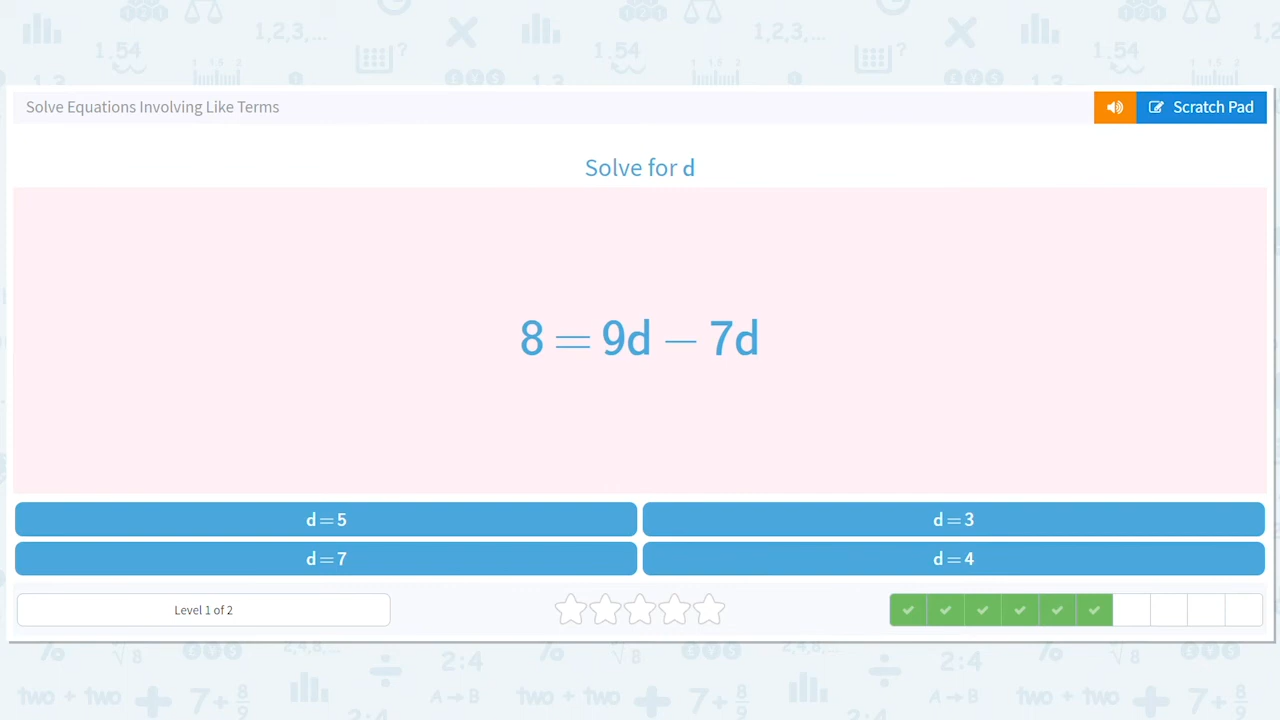 Solve Equations Involving Like Terms
Scratch Pad
Solve for d
8 = 9d − 7d
d = 5
d = 3
d = 7
d = 4
Level 1 of 2